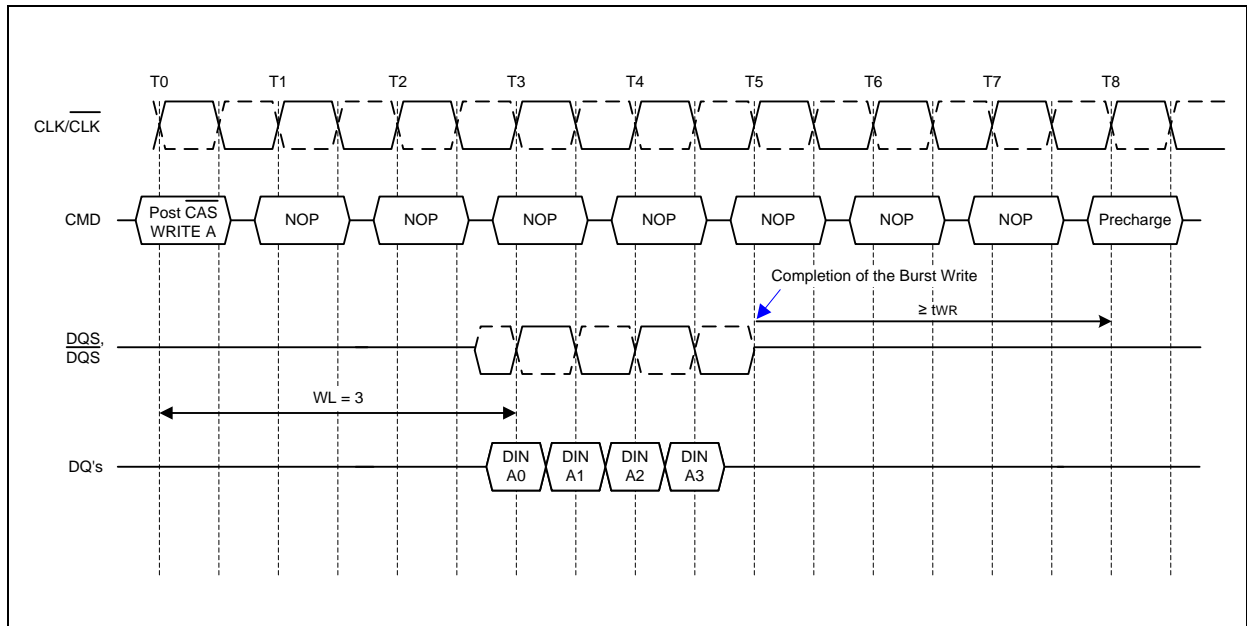 T0 T1 T2 T3 T4 T5 T6 T7 T8
CLK/CLK
CMD
Post CAS
WRITE A
NOP NOP NOP NOP NOP NOP NOP Precharge
Completion of the Burst Write
≥ tWR
DQS,
DQS
WL = 3
DQ's
DIN DIN DIN DIN
A0 A1 A2 A3